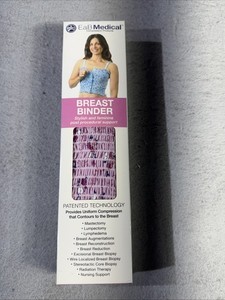 EàB Medical
BREAST
BINDER
Stylish and feminine
post procedural support
PATENTED TECHNOLOGY
Provides Uniform Compression
that Contours to the Breast
• Mastectomy
• Lumpectomy
• Lymphedema
• Breast Augmentations
• Breast Reconstruction
• Breast Reduction
• Excisional Breast Biopsy
• Wire Localized Breast Biopsy
• Stereotactic Core Biopsy
• Radiation Therapy
• Nursing Support